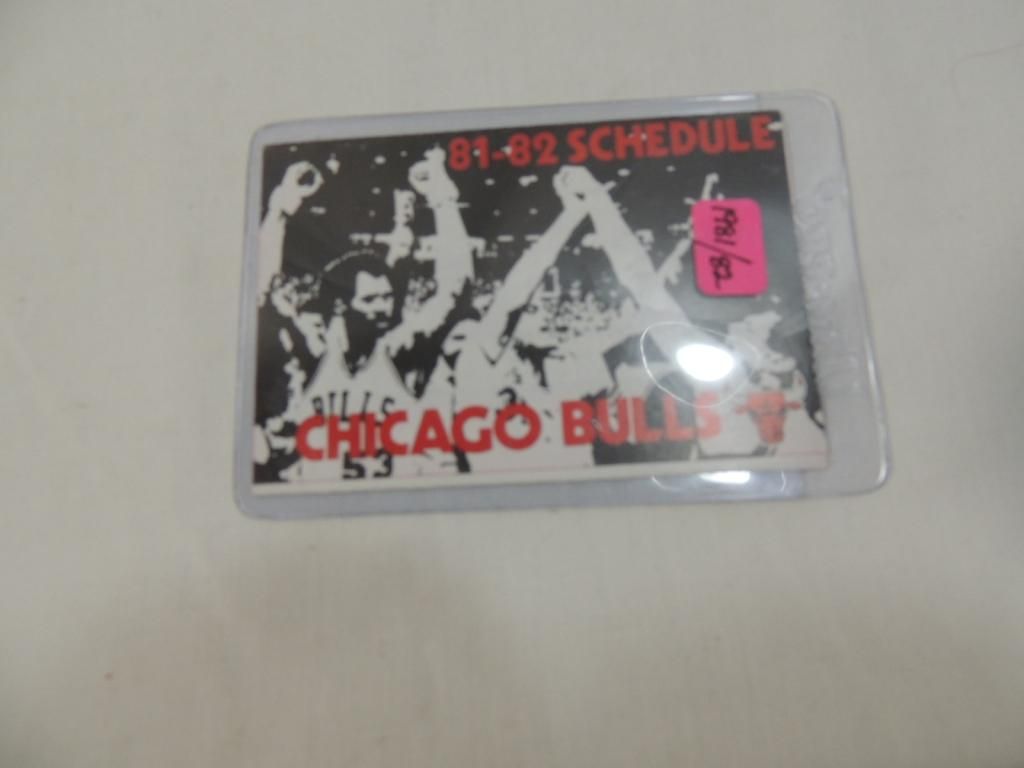 81-82 SCHEDULE
1981/82
BULLS
CHICAGO BULLS
53